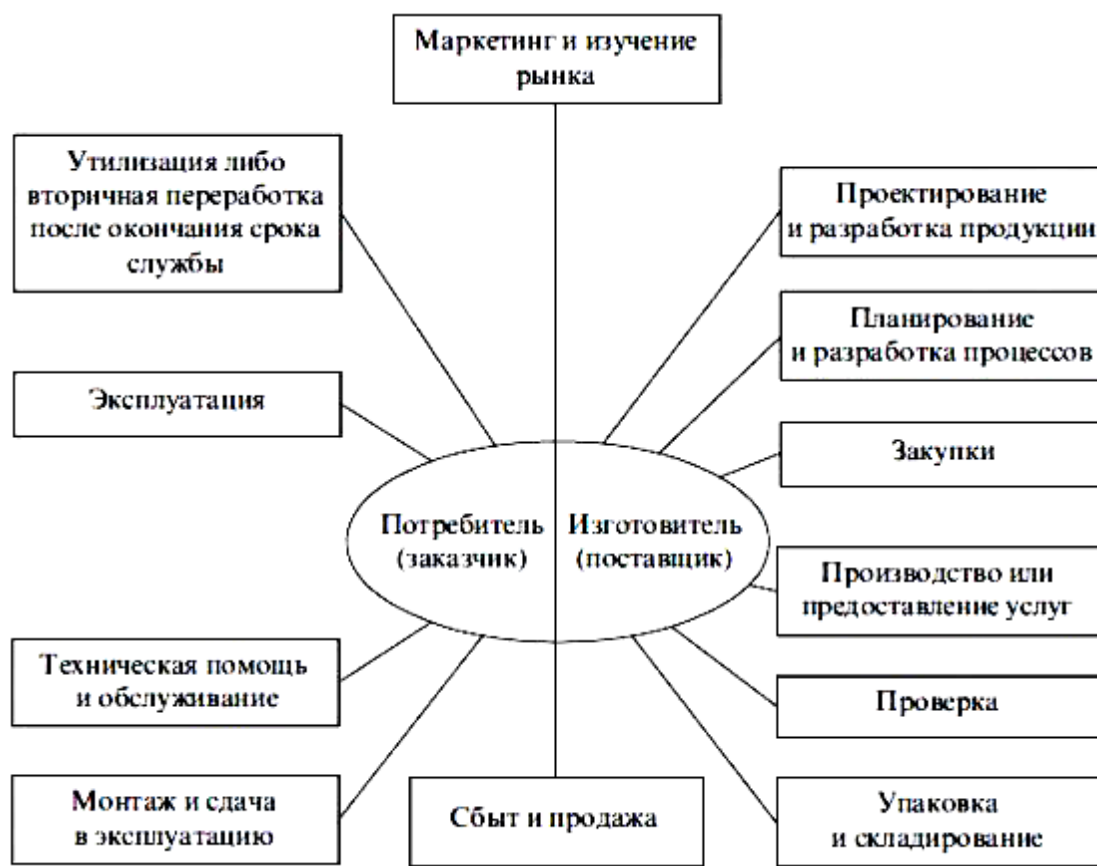 Маркетинг и изучение
рынка
Утилизация либо
вторичная переработка
после окончания срока
службы
Проектирование
и разработка продукции
Планирование
и разработка процессов
Эксплуатация
Закупки
Потребитель
(заказчик)
Изготовитель
(поставщик)
Производство или
предоставление услуг
Техническая помощь
и обслуживание
Проверка
Монтаж и сдача
в эксплуатацию
Сбыт и продажа
Упаковка
и складирование